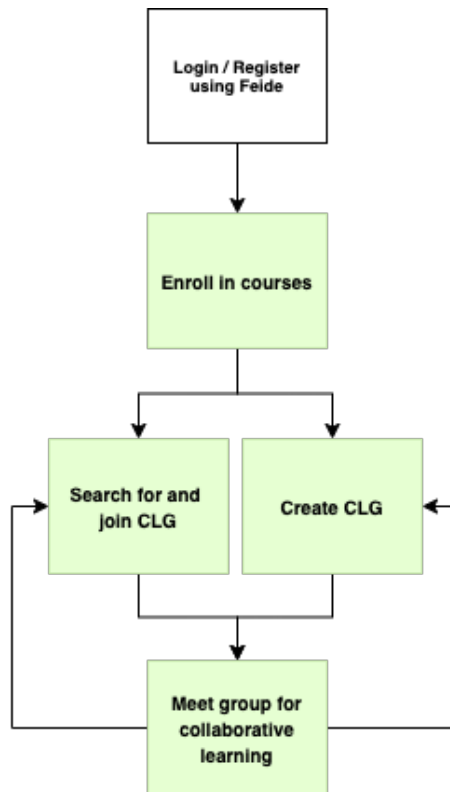 Login / Register
using Feide
Enroll in courses
Search for and
join CLG
Create CLG
Meet group for
collaborative
learning